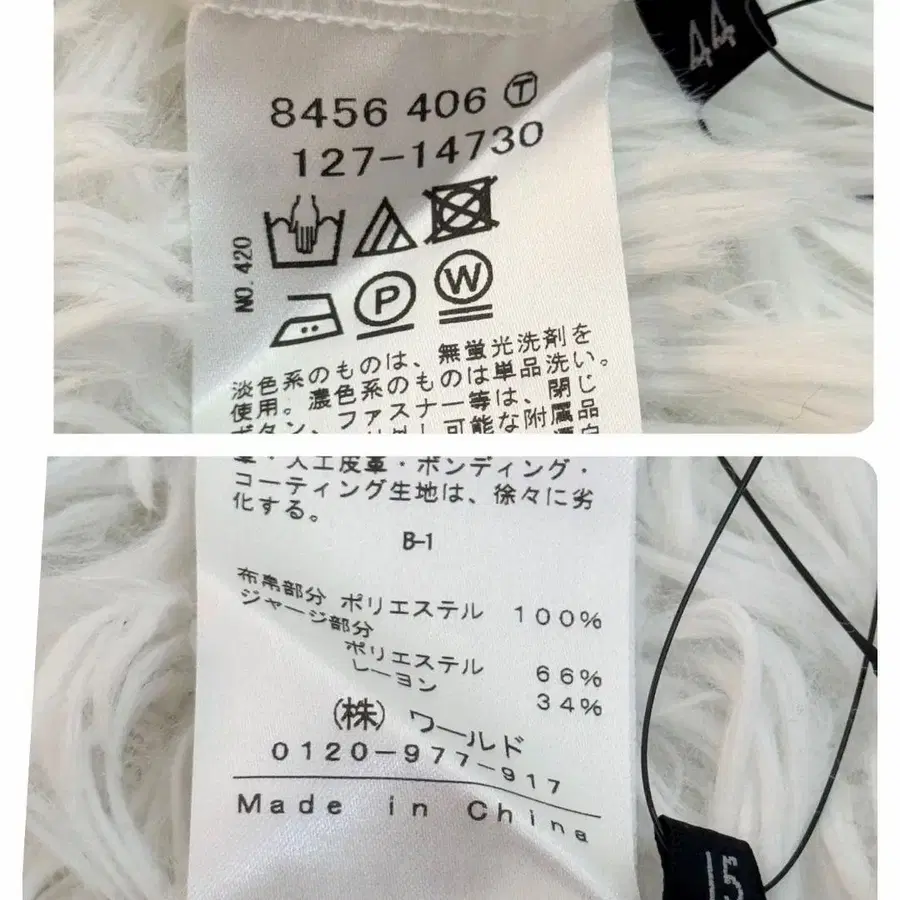 44
8456 406 Ⓣ
127-14730
NO. 420
P
W
淡色系のものは、無蛍光洗剤を
使用。濃色系のものは単品洗い。
ボタン、ファスナー等は、閉じ
可能な附属品
革・人工皮革・ボンディング・
コーティング生地は、徐々に劣
化する。
B-1
布帛部分 ポリエステル 100%
ジャージ部分
ポリエステル 66%
レーヨン 34%
(株) ワールド
0120-977-917
Made in China
15